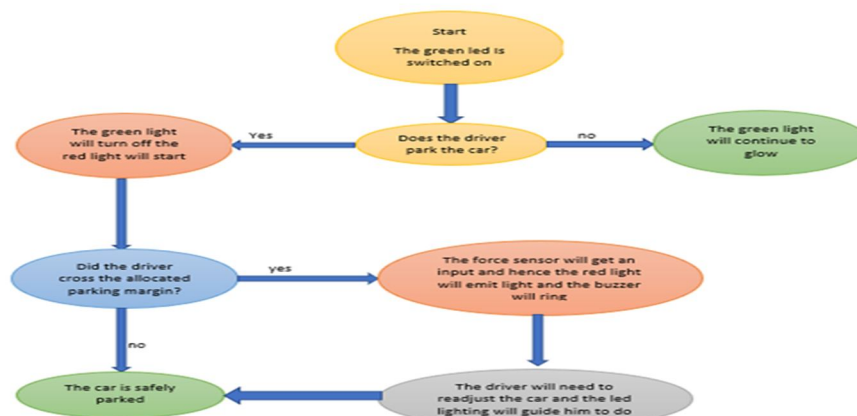 Start
The green led is
switched on
The green light
will turn off the
red light will start
Yes
Does the driver
park the car?
no
The green light
will continue to
glow
Did the driver
cross the allocated
parking margin?
yes
The force sensor will get an
input and hence the red light
will emit light and the buzzer
will ring
no
The car is safely
parked
The driver will need to
readjust the car and the led
lighting will guide him to do